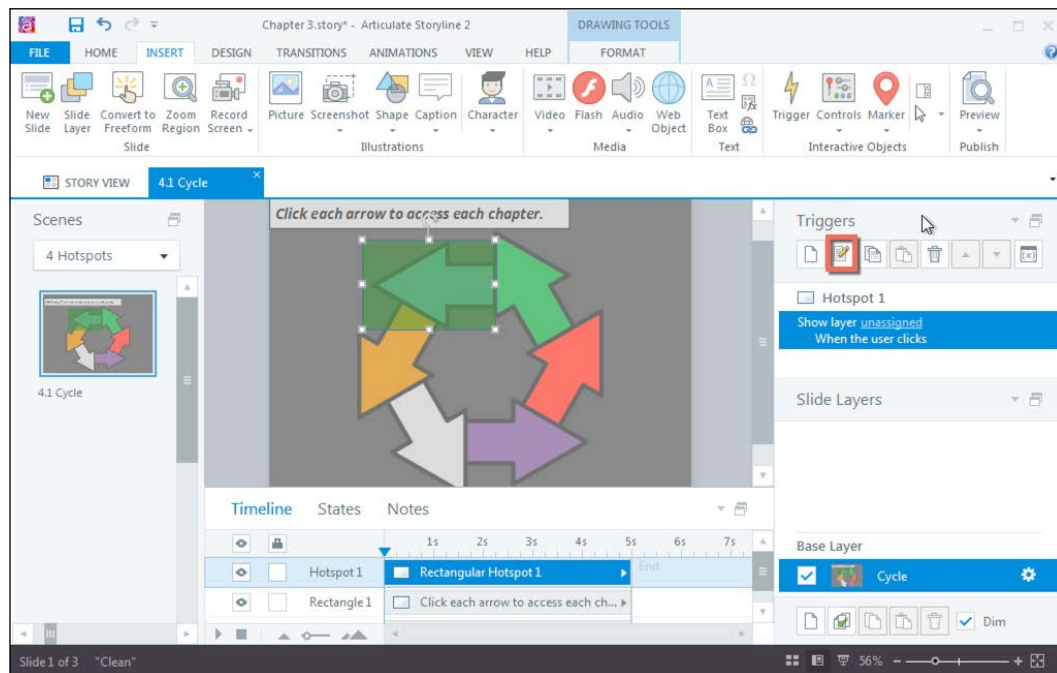 Chapter 3.story* - Articulate Storyline 2
DRAWING TOOLS
FILE HOME INSERT DESIGN TRANSITIONS ANIMATIONS VIEW HELP FORMAT
New Slide
Slide Layer
Convert to Freeform
Zoom Region
Record Screen
Picture Screenshot Shape Caption Character
Video Flash Audio Web Object
Text Box
Trigger Controls Marker
Preview
Slide Illustrations Media Text Interactive Objects Publish
STORY VIEW 4.1 Cycle
Scenes
4 Hotspots
4.1 Cycle
Click each arrow to access each chapter.
Triggers
Hotspot 1
Show layer unassigned
When the user clicks
Slide Layers
Base Layer
Cycle
Dim
Timeline States Notes
1s 2s 3s 4s 5s 6s 7s
Hotspot 1 Rectangular Hotspot 1 End
Rectangle 1 Click each arrow to access each ch...
Slide 1 of 3 "Clean" 56%